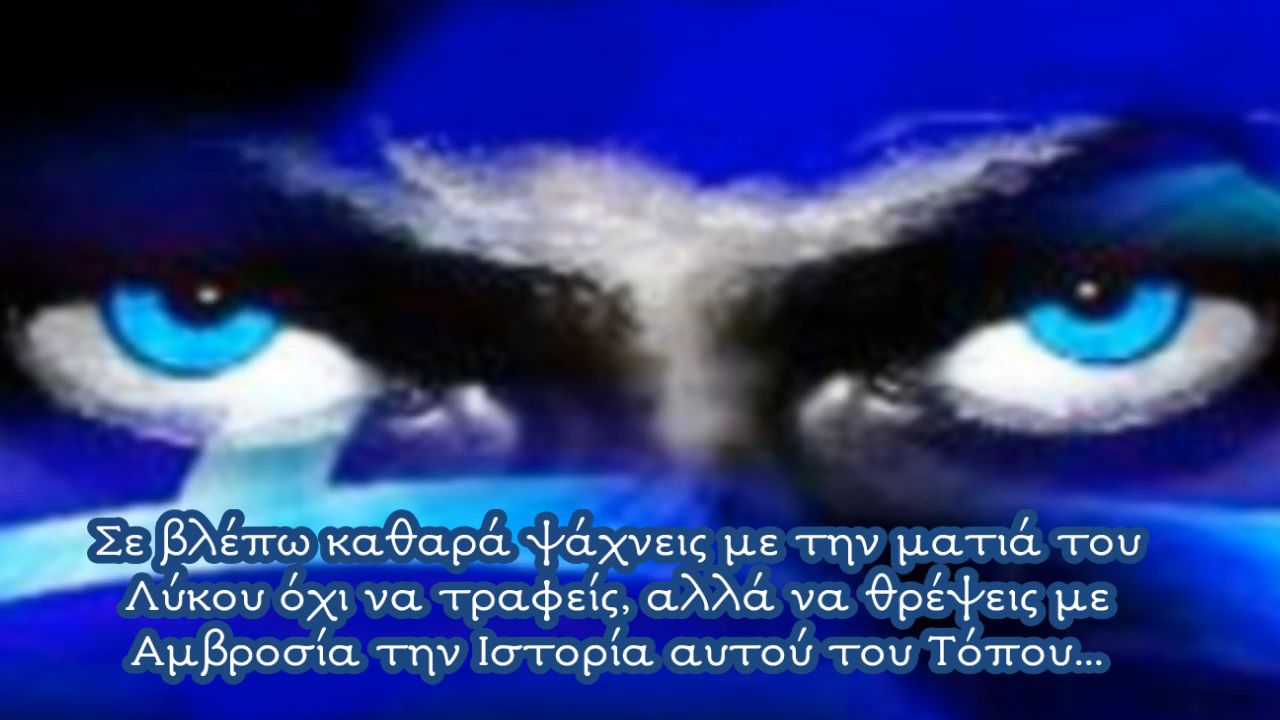 Σε βλέπω καθαρά ψάχνεις με την ματιά του
Λύκου όχι να τραφείς, αλλά να θρέψεις με
Αμβροσία την Ιστορία αυτού του Τόπου...